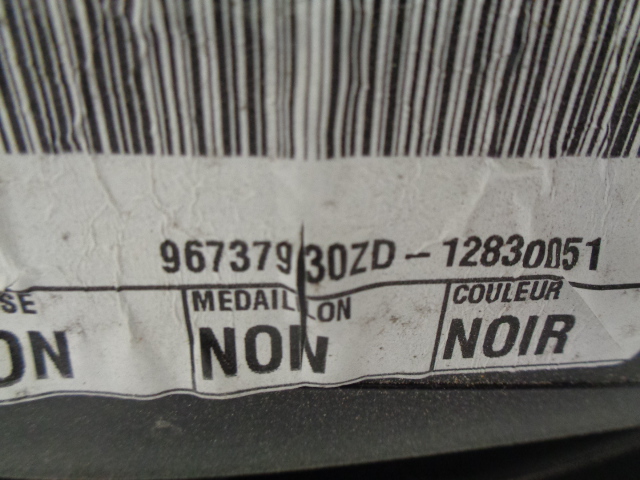 96737930ZD-12830051
SE MEDAILLON COULEUR
ON NON NOIR